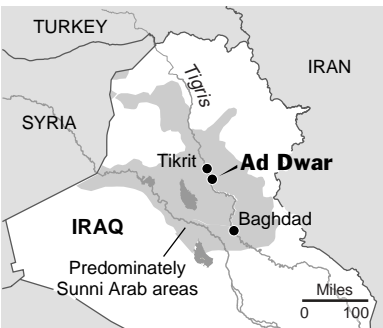 TURKEY
IRAN
Tigris
SYRIA
Tikrit
Ad Dwar
IRAQ
Baghdad
Predominately
Sunni Arab areas
Miles
0 100